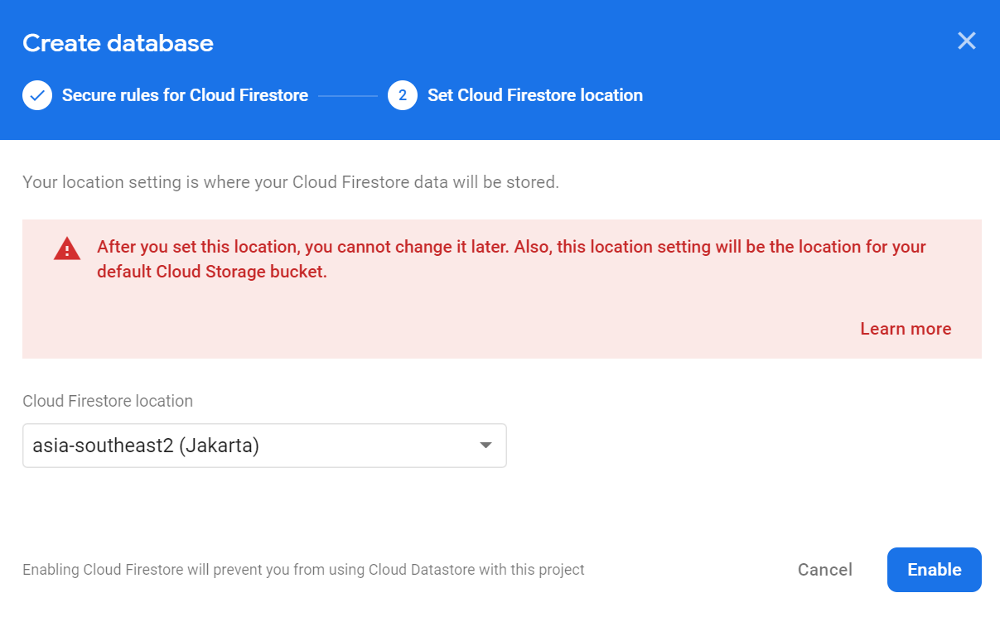 Create database
Secure rules for Cloud Firestore
2 Set Cloud Firestore location
Your location setting is where your Cloud Firestore data will be stored.
After you set this location, you cannot change it later. Also, this location setting will be the location for your
default Cloud Storage bucket.
Learn more
Cloud Firestore location
asia-southeast2 (Jakarta)
Enabling Cloud Firestore will prevent you from using Cloud Datastore with this project
Cancel
Enable